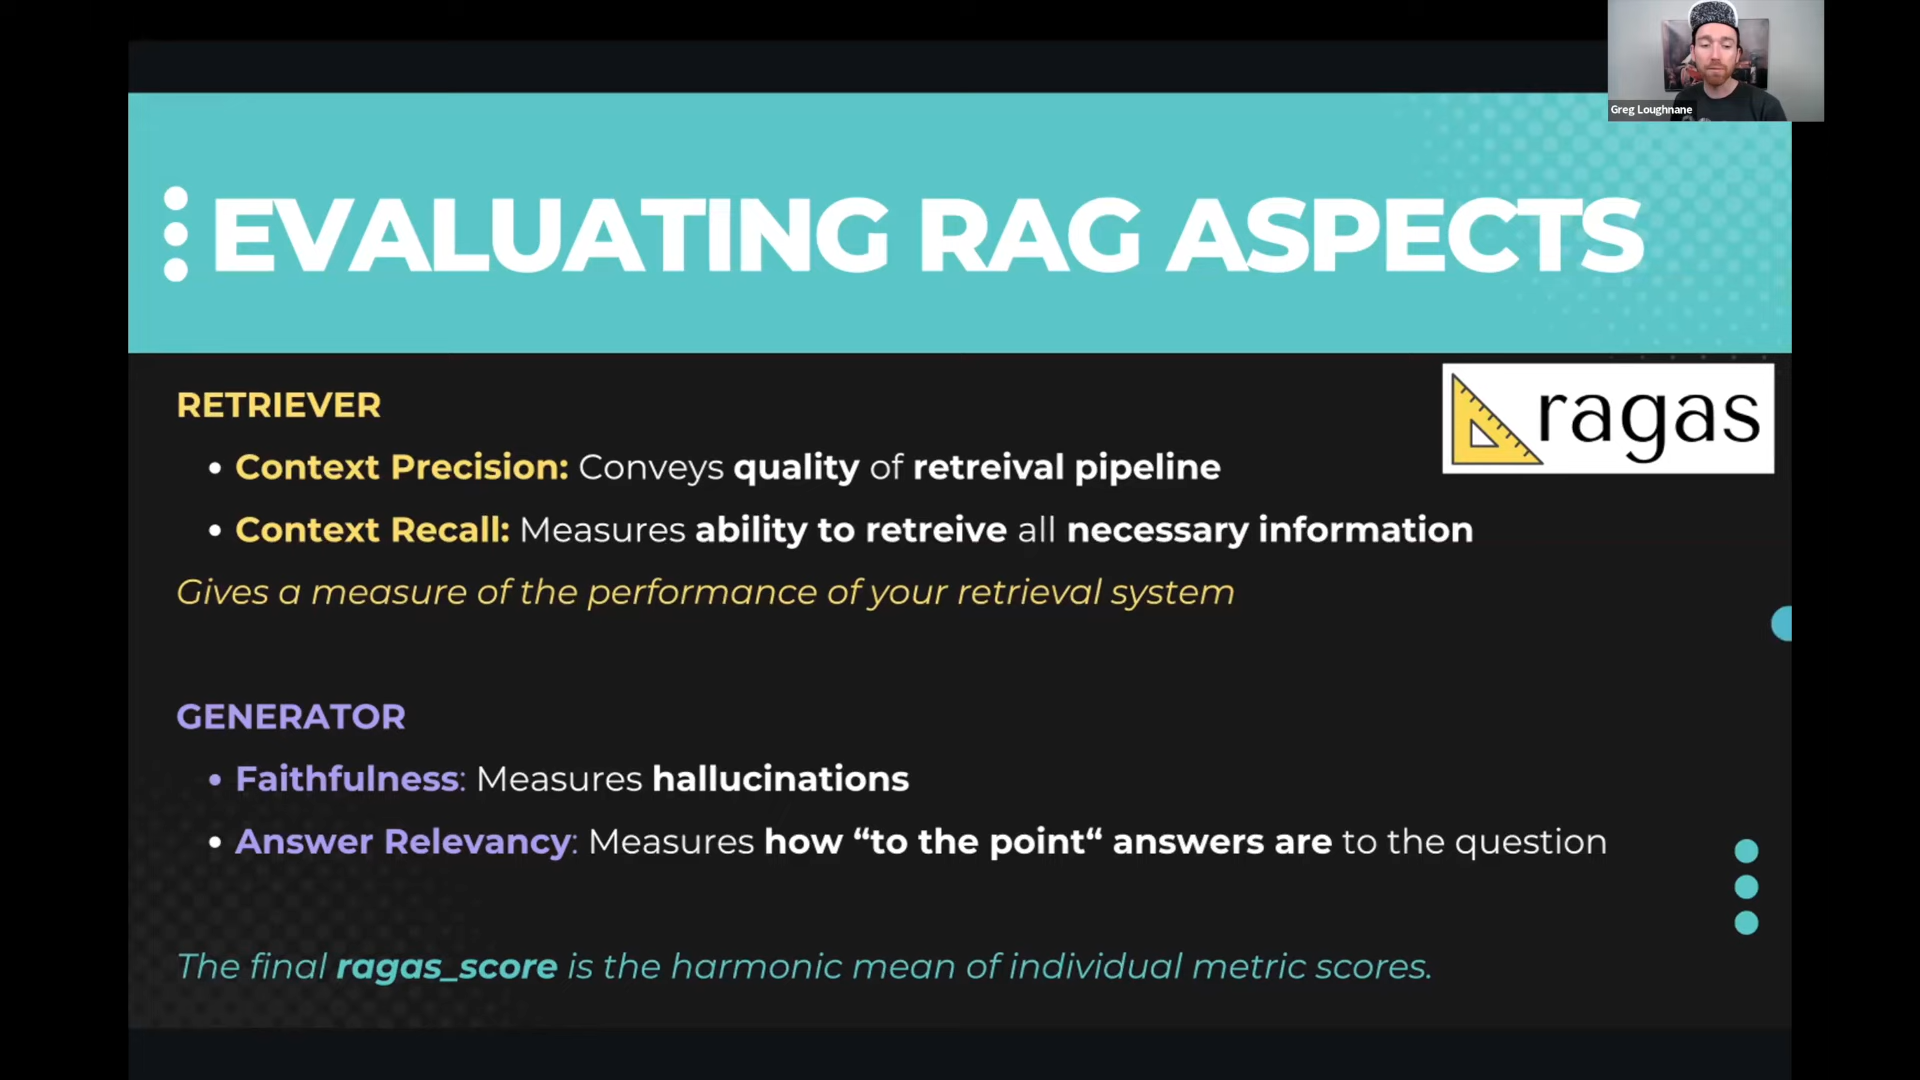 Greg Loughnane
EVALUATING RAG ASPECTS
ragas
RETRIEVER
• Context Precision: Conveys quality of retreival pipeline
• Context Recall: Measures ability to retreive all necessary information
Gives a measure of the performance of your retrieval system
GENERATOR
• Faithfulness: Measures hallucinations
• Answer Relevancy: Measures how “to the point“ answers are to the question
The final ragas_score is the harmonic mean of individual metric scores.